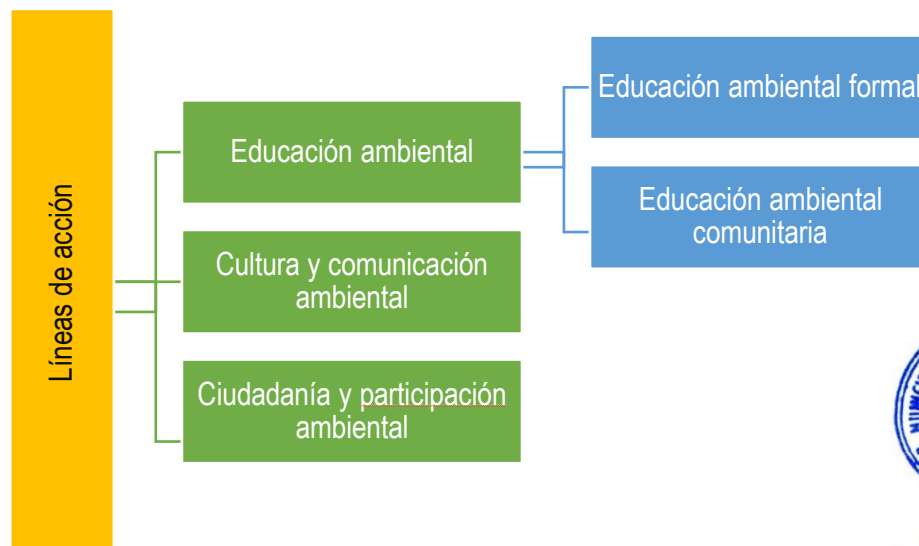 Líneas de acción
Educación ambiental
Cultura y comunicación
ambiental
Ciudadanía y participación
ambiental
Educación ambiental formal
Educación ambiental
comunitaria